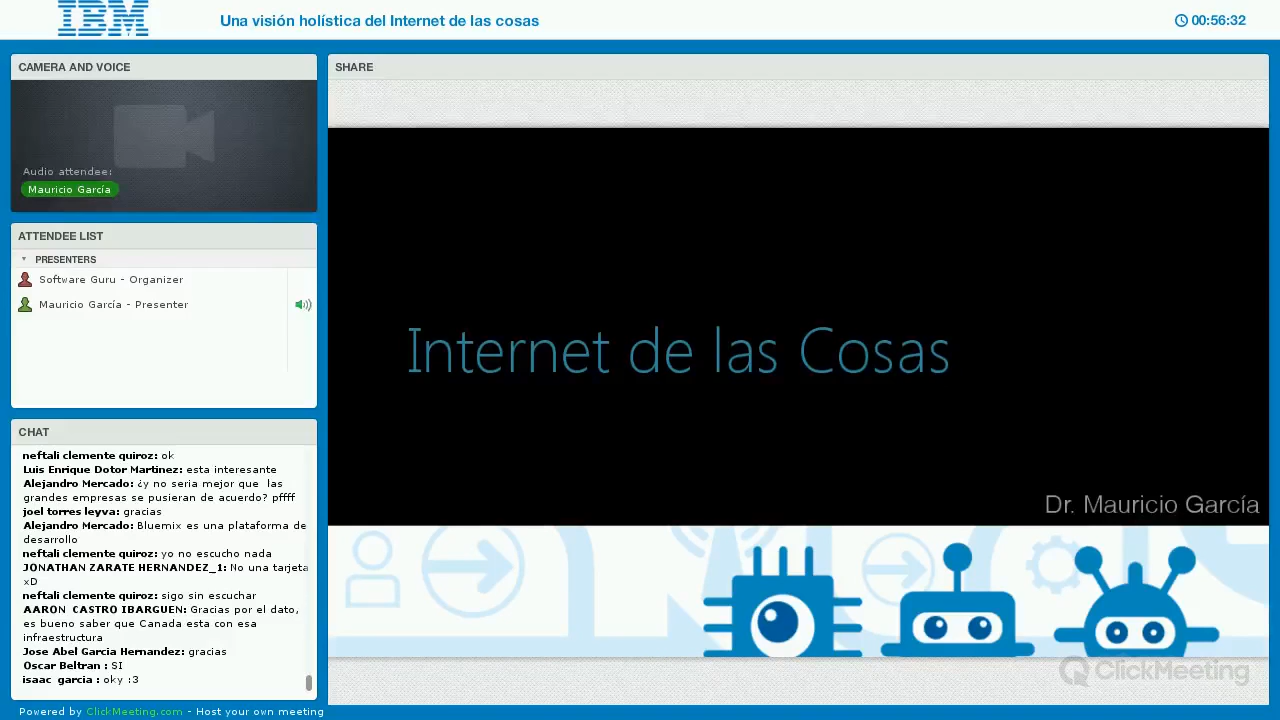 IBM
Una visión holística del Internet de las cosas
00:56:32
CAMERA AND VOICE
Audio attendee:
Mauricio García
ATTENDEE LIST
PRESENTERS
Software Guru - Organizer
Mauricio García - Presenter
CHAT
neftali clemente quiroz: ok
Luis Enrique Dotor Martinez: esta interesante
Alejandro Mercado: ¿y no seria mejor que las
grandes empresas se pusieran de acuerdo? pffff
joel torres leyva: gracias
Alejandro Mercado: Bluemix es una plataforma de
desarrollo
neftali clemente quiroz: yo no escucho nada
JONATHAN ZARATE HERNANDEZ_1: No una tarjeta
xD
neftali clemente quiroz: sigo sin escuchar
AARON CASTRO IBARGUEN: Gracias por el dato,
es bueno saber que Canada esta con esa
infraestructura
Jose Abel Garcia Hernandez: gracias
Oscar Beltran : SI
isaac garcia : oky :3
Powered by ClickMeeting.com - Host your own meeting
SHARE
Internet de las Cosas
Dr. Mauricio García
ClickMeeting